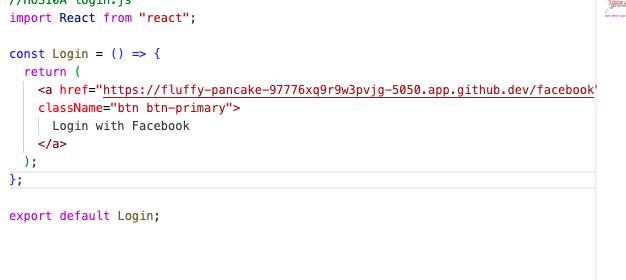 import React from "react";
const Login = () => {
return (
<a href="https://fluffy-pancake-97776xq9r9w3pvjg-5050.app.github.dev/facebook"
className="btn btn-primary">
Login with Facebook
</a>
);
};
export default Login;